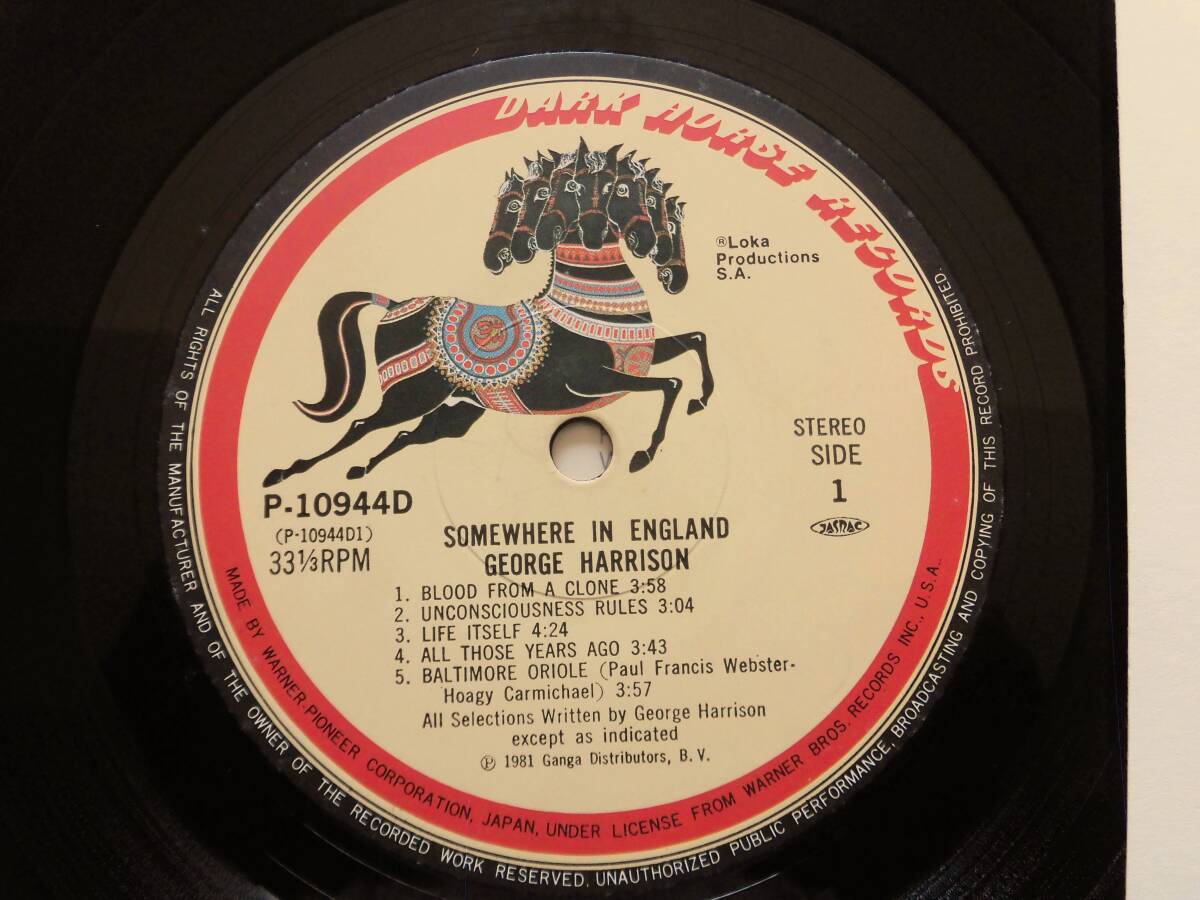 DARK HORSE RECORDS
®Loka
Productions
S.A.
STEREO
SIDE
1
JASRAC
P-10944D
(P-10944D1)
33⅓RPM
SOMEWHERE IN ENGLAND
GEORGE HARRISON
1. BLOOD FROM A CLONE 3:58
2. UNCONSCIOUSNESS RULES 3:04
3. LIFE ITSELF 4:24
4. ALL THOSE YEARS AGO 3:43
5. BALTIMORE ORIOLE (Paul Francis Webster-
Hoagy Carmichael) 3:57
All Selections Written by George Harrison
except as indicated
℗ 1981 Ganga Distributors, B. V.
MADE BY WARNER-PIONEER CORPORATION, JAPAN, UNDER LICENSE FROM WARNER BROS. RECORDS INC., U.S.A..
ALL RIGHTS OF THE MANUFACTURER AND OF THE OWNER OF THE RECORDED WORK RESERVED. UNAUTHORIZED PUBLIC PERFORMANCE, BROADCASTING AND COPYING OF THIS RECORD PROHIBITED.